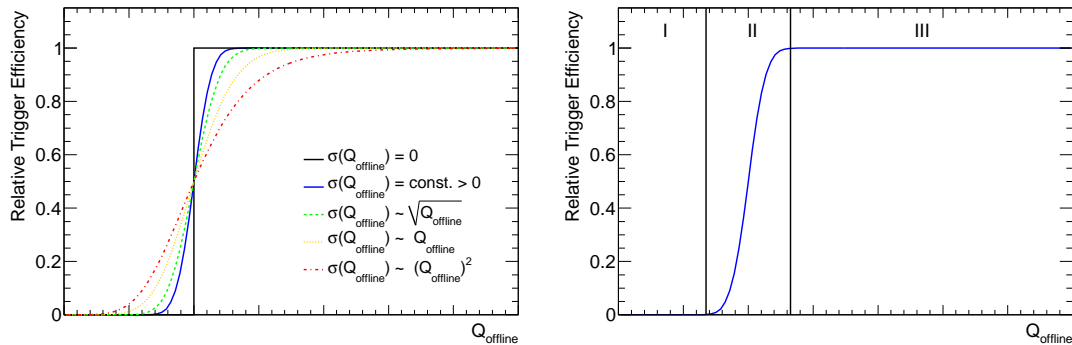 Relative Trigger Efficiency
1
0.8
0.6
0.4
0.2
0
σ(Q_offline) = 0
σ(Q_offline) = const. > 0
σ(Q_offline) ~ √Q_offline
σ(Q_offline) ~ Q_offline
σ(Q_offline) ~ (Q_offline)²
Q_offline
Relative Trigger Efficiency
1
0.8
0.6
0.4
0.2
0
I
II
III
Q_offline